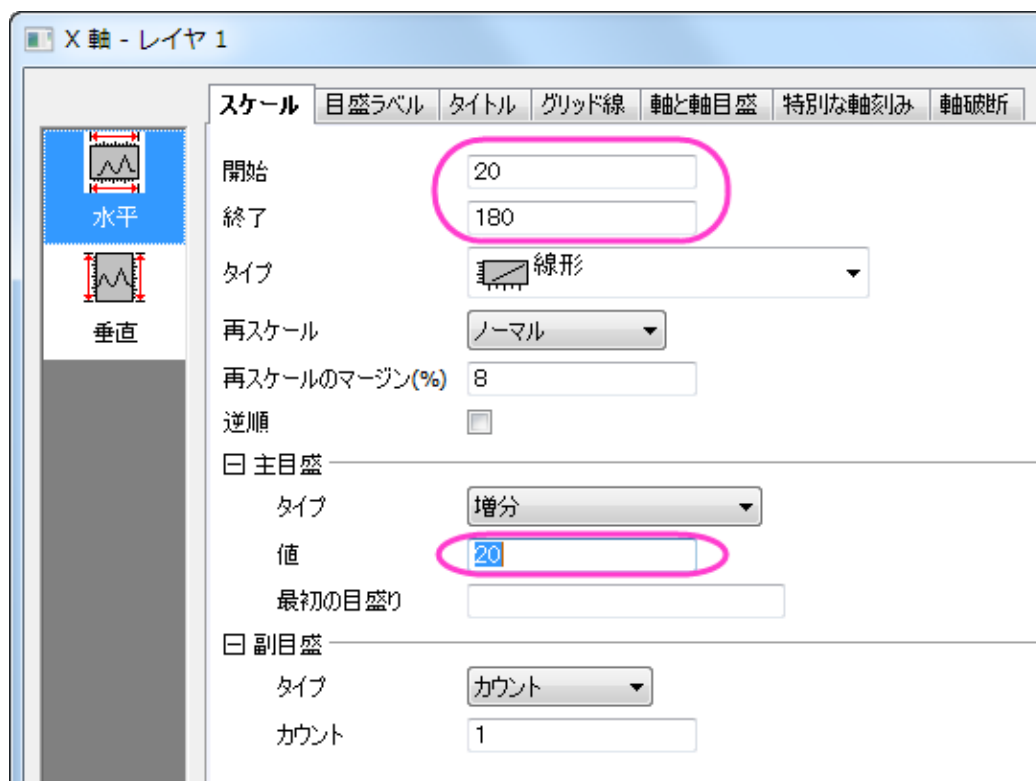 X 軸 - レイヤ 1
スケール 目盛ラベル タイトル グリッド線 軸と軸目盛 特別な軸刻み 軸破断
水平
垂直
開始 20
終了 180
タイプ 線形
再スケール ノーマル
再スケールのマージン(%) 8
逆順
主目盛
タイプ 増分
値 20
最初の目盛り
副目盛
タイプ カウント
カウント 1